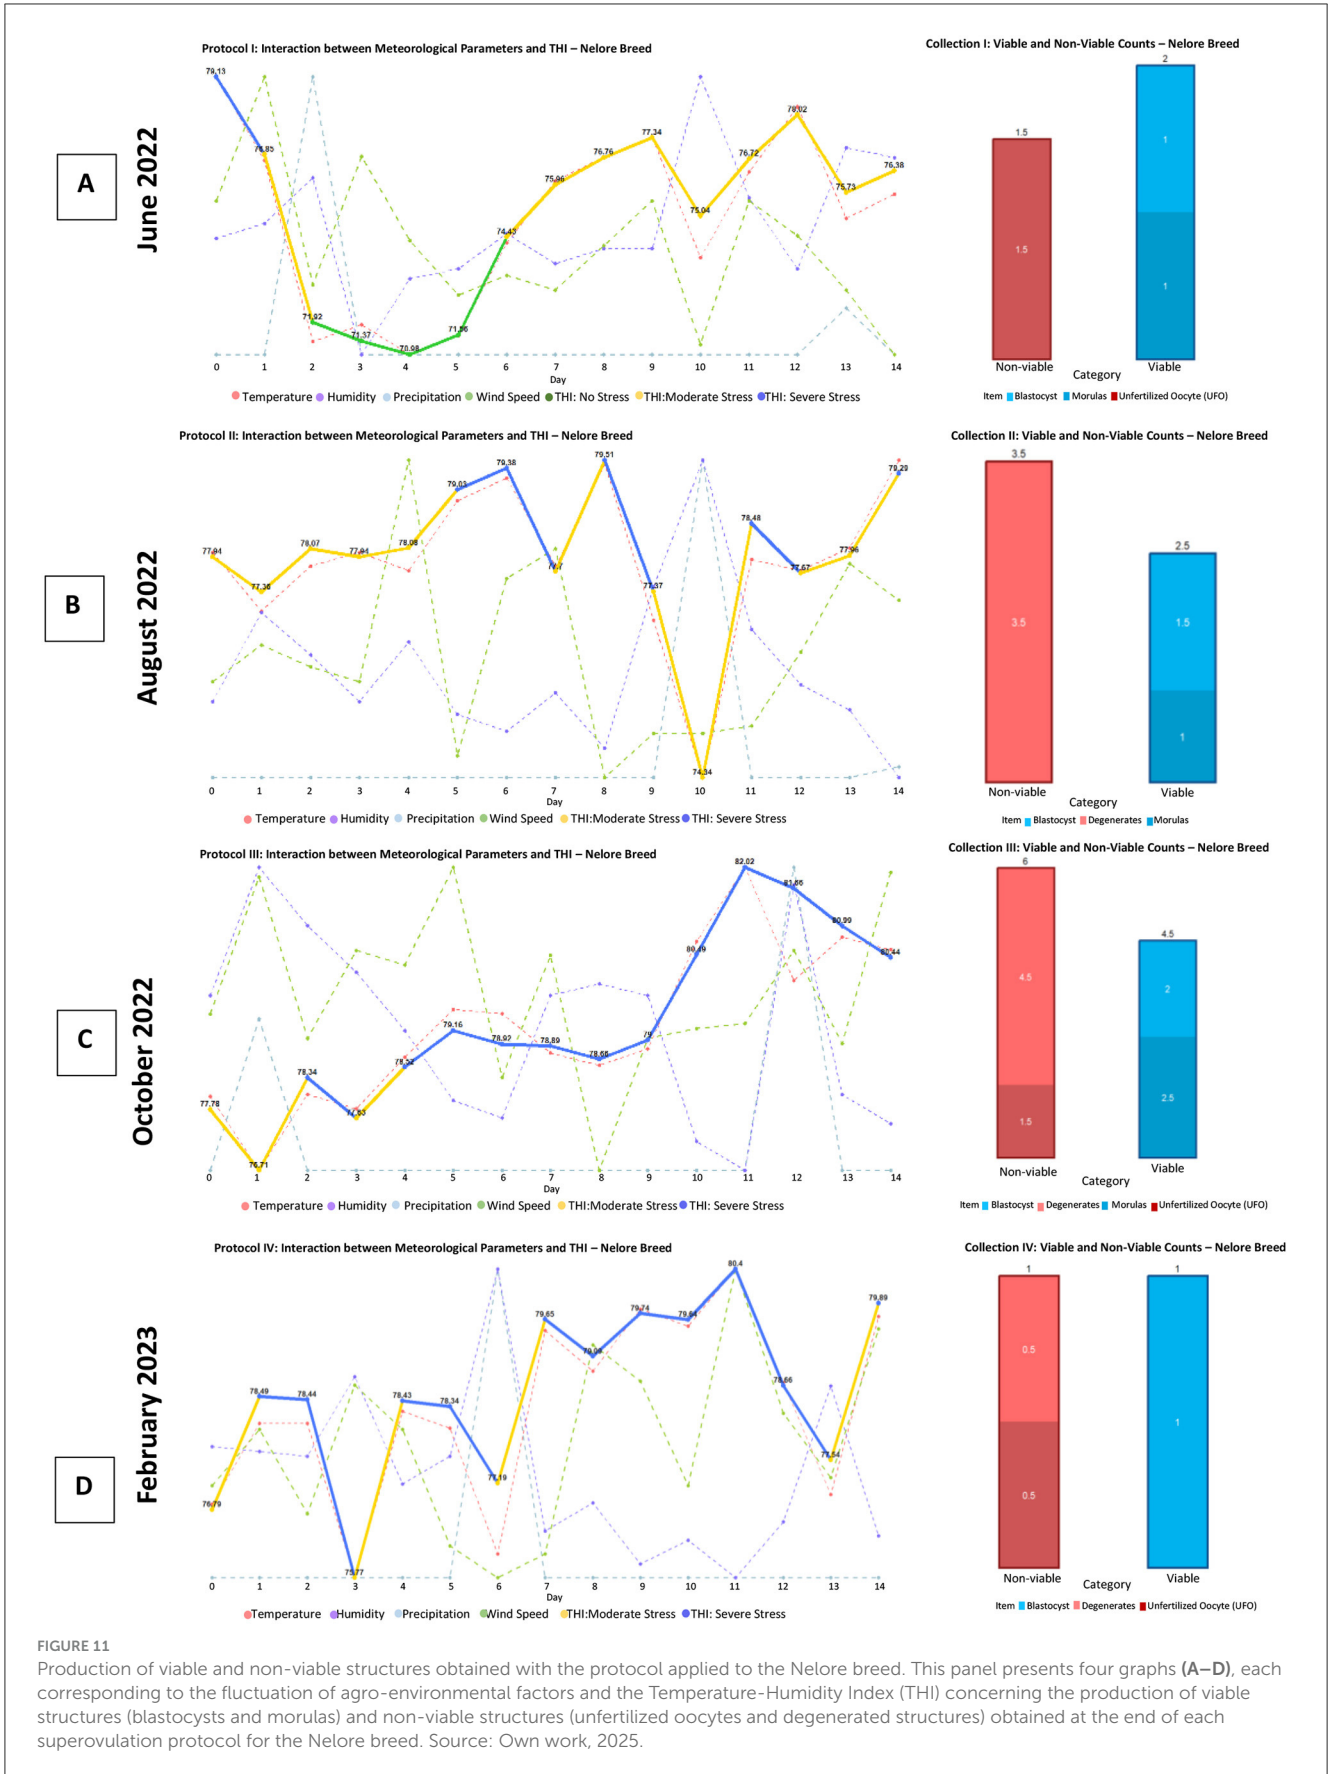 Protocol I: Interaction between Meteorological Parameters and THI – Nelore Breed
Collection I: Viable and Non-Viable Counts – Nelore Breed
A
June 2022
79.13
76.85
71.92
71.37
70.98
71.56
74.43
75.96
76.76
77.34
75.04
76.72
78.02
75.73
76.38
0 1 2 3 4 5 6 7 8 9 10 11 12 13 14
Day
Temperature Humidity Precipitation Wind Speed THI: No Stress THI:Moderate Stress THI: Severe Stress
1.5
1.5
2
1
1
Non-viable Viable
Category
Item Blastocyst Morulas Unfertilized Oocyte (UFO)
Protocol II: Interaction between Meteorological Parameters and THI – Nelore Breed
Collection II: Viable and Non-Viable Counts – Nelore Breed
B
August 2022
77.94
77.36
78.07
77.94
78.08
79.03
79.38
77.7
79.51
77.37
74.34
78.48
77.67
77.96
79.29
0 1 2 3 4 5 6 7 8 9 10 11 12 13 14
Day
Temperature Humidity Precipitation Wind Speed THI:Moderate Stress THI: Severe Stress
3.5
3.5
2.5
1.5
1
Non-viable Viable
Category
Item Blastocyst Degenerates Morulas
Protocol III: Interaction between Meteorological Parameters and THI – Nelore Breed
Collection III: Viable and Non-Viable Counts – Nelore Breed
C
October 2022
77.78
76.71
78.34
77.63
78.52
79.16
78.92
78.89
78.66
79
80.49
82.02
81.66
80.99
80.44
0 1 2 3 4 5 6 7 8 9 10 11 12 13 14
Day
Temperature Humidity Precipitation Wind Speed THI:Moderate Stress THI: Severe Stress
6
4.5
1.5
4.5
2
2.5
Non-viable Viable
Category
Item Blastocyst Degenerates Morulas Unfertilized Oocyte (UFO)
Protocol IV: Interaction between Meteorological Parameters and THI – Nelore Breed
Collection IV: Viable and Non-Viable Counts – Nelore Breed
D
February 2023
76.79
78.49
78.44
75.77
78.43
78.34
77.19
79.65
79.09
79.74
79.64
80.4
78.66
77.54
79.89
0 1 2 3 4 5 6 7 8 9 10 11 12 13 14
Day
Temperature Humidity Precipitation Wind Speed THI:Moderate Stress THI: Severe Stress
1
0.5
0.5
1
1
Non-viable Viable
Category
Item Blastocyst Degenerates Unfertilized Oocyte (UFO)
FIGURE 11
Production of viable and non-viable structures obtained with the protocol applied to the Nelore breed. This panel presents four graphs (A–D), each
corresponding to the fluctuation of agro-environmental factors and the Temperature-Humidity Index (THI) concerning the production of viable
structures (blastocysts and morulas) and non-viable structures (unfertilized oocytes and degenerated structures) obtained at the end of each
superovulation protocol for the Nelore breed. Source: Own work, 2025.